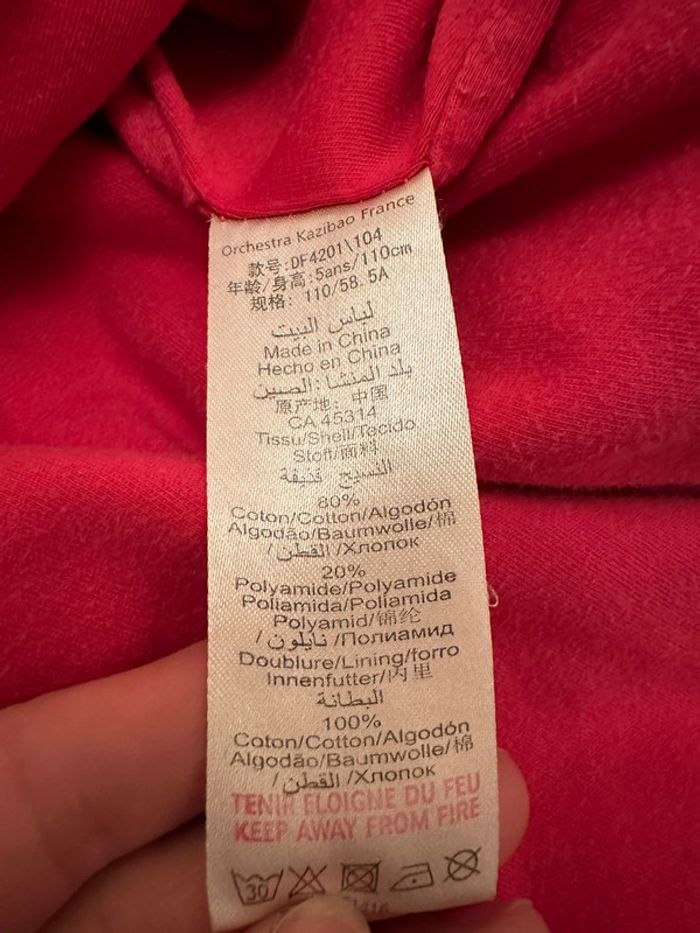 Orchestra Kazibao France
款号:DF4201\104
年龄/身高:5ans/110cm
规格: 110/58.5A
لباس البيت
Made in China
Hecho en China
بلد المنشأ: الصين
原产地: 中国
CA 45314
Tissu/Shell/Tecido
Stoff/面料
النسيج قذيفة
80%
Coton/Cotton/Algodón
Algodão/Baumwolle/棉
/ القطن /Хлопок
20%
Polyamide/Polyamide
Poliamida/Poliamida
Polyamid/锦纶
/ نايلون /Полиамид
Doublure/Lining/forro
Innenfutter/内里
البطانة
100%
Coton/Cotton/Algodón
Algodão/Baumwolle/棉
/ القطن /Хлопок
TENIR ELOIGNE DU FEU
KEEP AWAY FROM FIRE
30